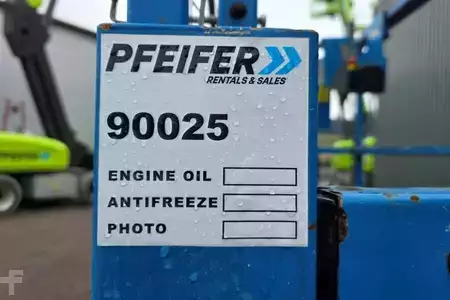 PFEIFER
RENTALS & SALES
90025
ENGINE OIL
ANTIFREEZE
PHOTO